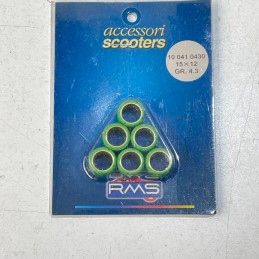 accessori
scooters
10 041 0430
15×12
GR. 4.3
RMS